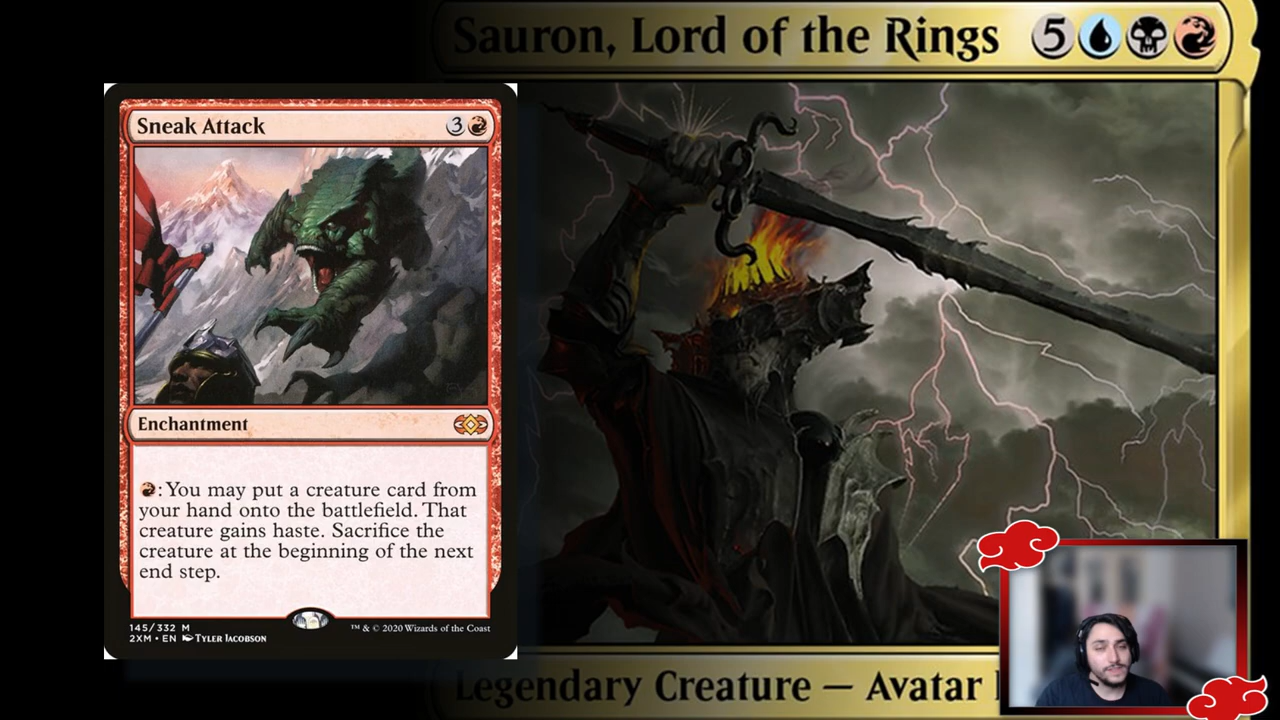 Sauron, Lord of the Rings 5
Sneak Attack 3
Enchantment
: You may put a creature card from
your hand onto the battlefield. That
creature gains haste. Sacrifice the
creature at the beginning of the next
end step.
145/332 M
2XM • EN TYLER JACOBSON
™ & © 2020 Wizards of the Coast
Legendary Creature — Avatar